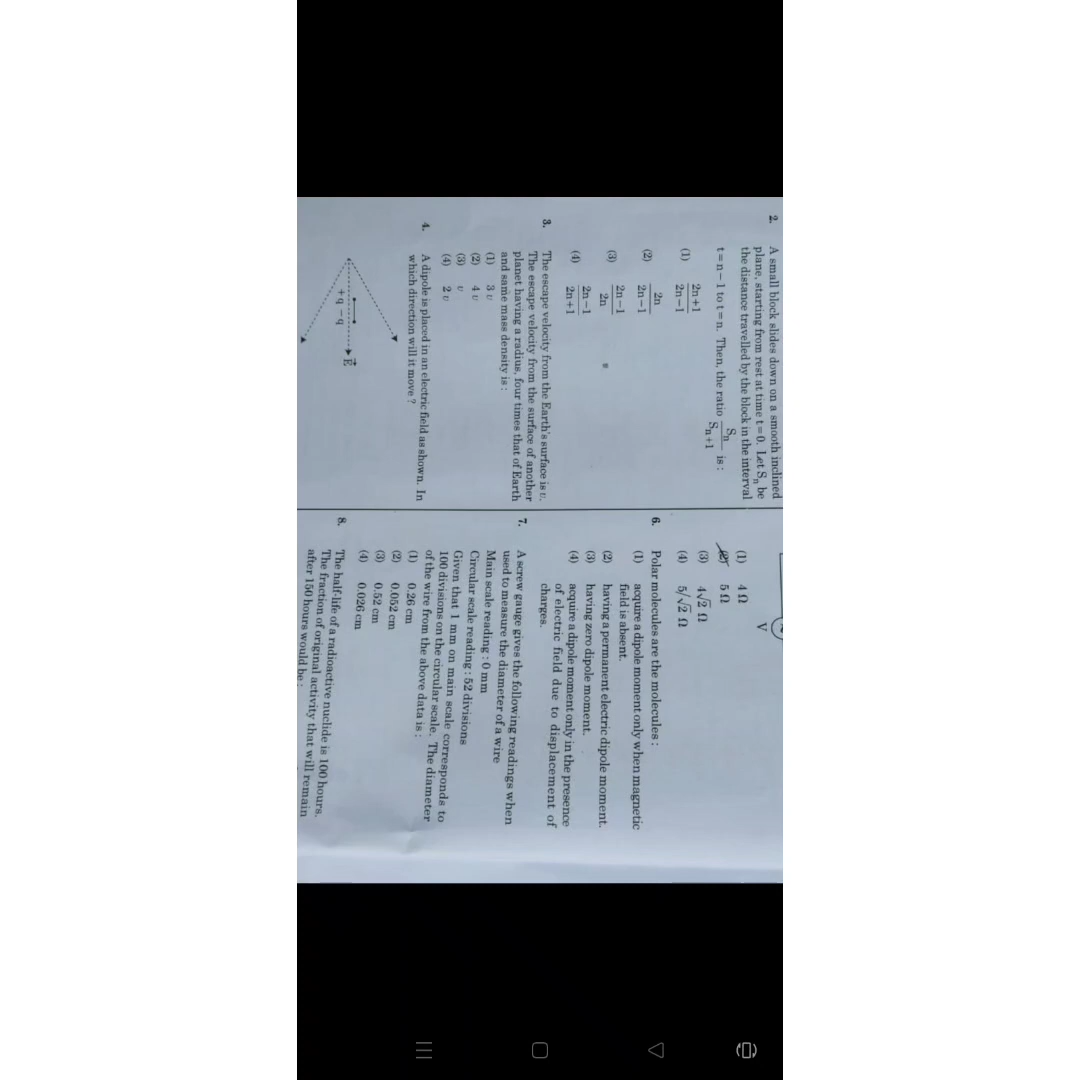 2. A small block slides down on a smooth inclined
plane, starting from rest at time t=0. Let Sn be
the distance travelled by the block in the interval
t=n−1 to t=n. Then, the ratio Sn/Sn+1 is :
(1) 2n+1/2n−1
(2) 2n/2n−1
(3) 2n−1/2n
(4) 2n−1/2n+1
3. The escape velocity from the Earth's surface is υ.
The escape velocity from the surface of another
planet having a radius, four times that of Earth
and same mass density is :
(1) 3 υ
(2) 4 υ
(3) υ
(4) 2 υ
4. A dipole is placed in an electric field as shown. In
which direction will it move ?
E
+q −q
V
(1) 4 Ω
(2) 5 Ω
(3) 4√2 Ω
(4) 5/√2 Ω
6. Polar molecules are the molecules :
(1) acquire a dipole moment only when magnetic
field is absent.
(2) having a permanent electric dipole moment.
(3) having zero dipole moment.
(4) acquire a dipole moment only in the presence
of electric field due to displacement of
charges.
7. A screw gauge gives the following readings when
used to measure the diameter of a wire
Main scale reading : 0 mm
Circular scale reading : 52 divisions
Given that 1 mm on main scale corresponds to
100 divisions on the circular scale. The diameter
of the wire from the above data is :
(1) 0.26 cm
(2) 0.052 cm
(3) 0.52 cm
(4) 0.026 cm
8. The half-life of a radioactive nuclide is 100 hours.
The fraction of original activity that will remain
after 150 hours would be :